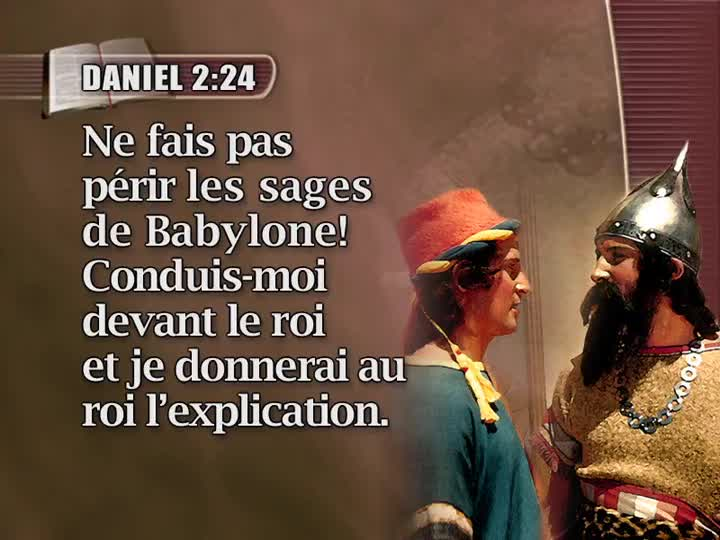 DANIEL 2:24
Ne fais pas
périr les sages
de Babylone!
Conduis-moi
devant le roi
et je donnerai au
roi l'explication.